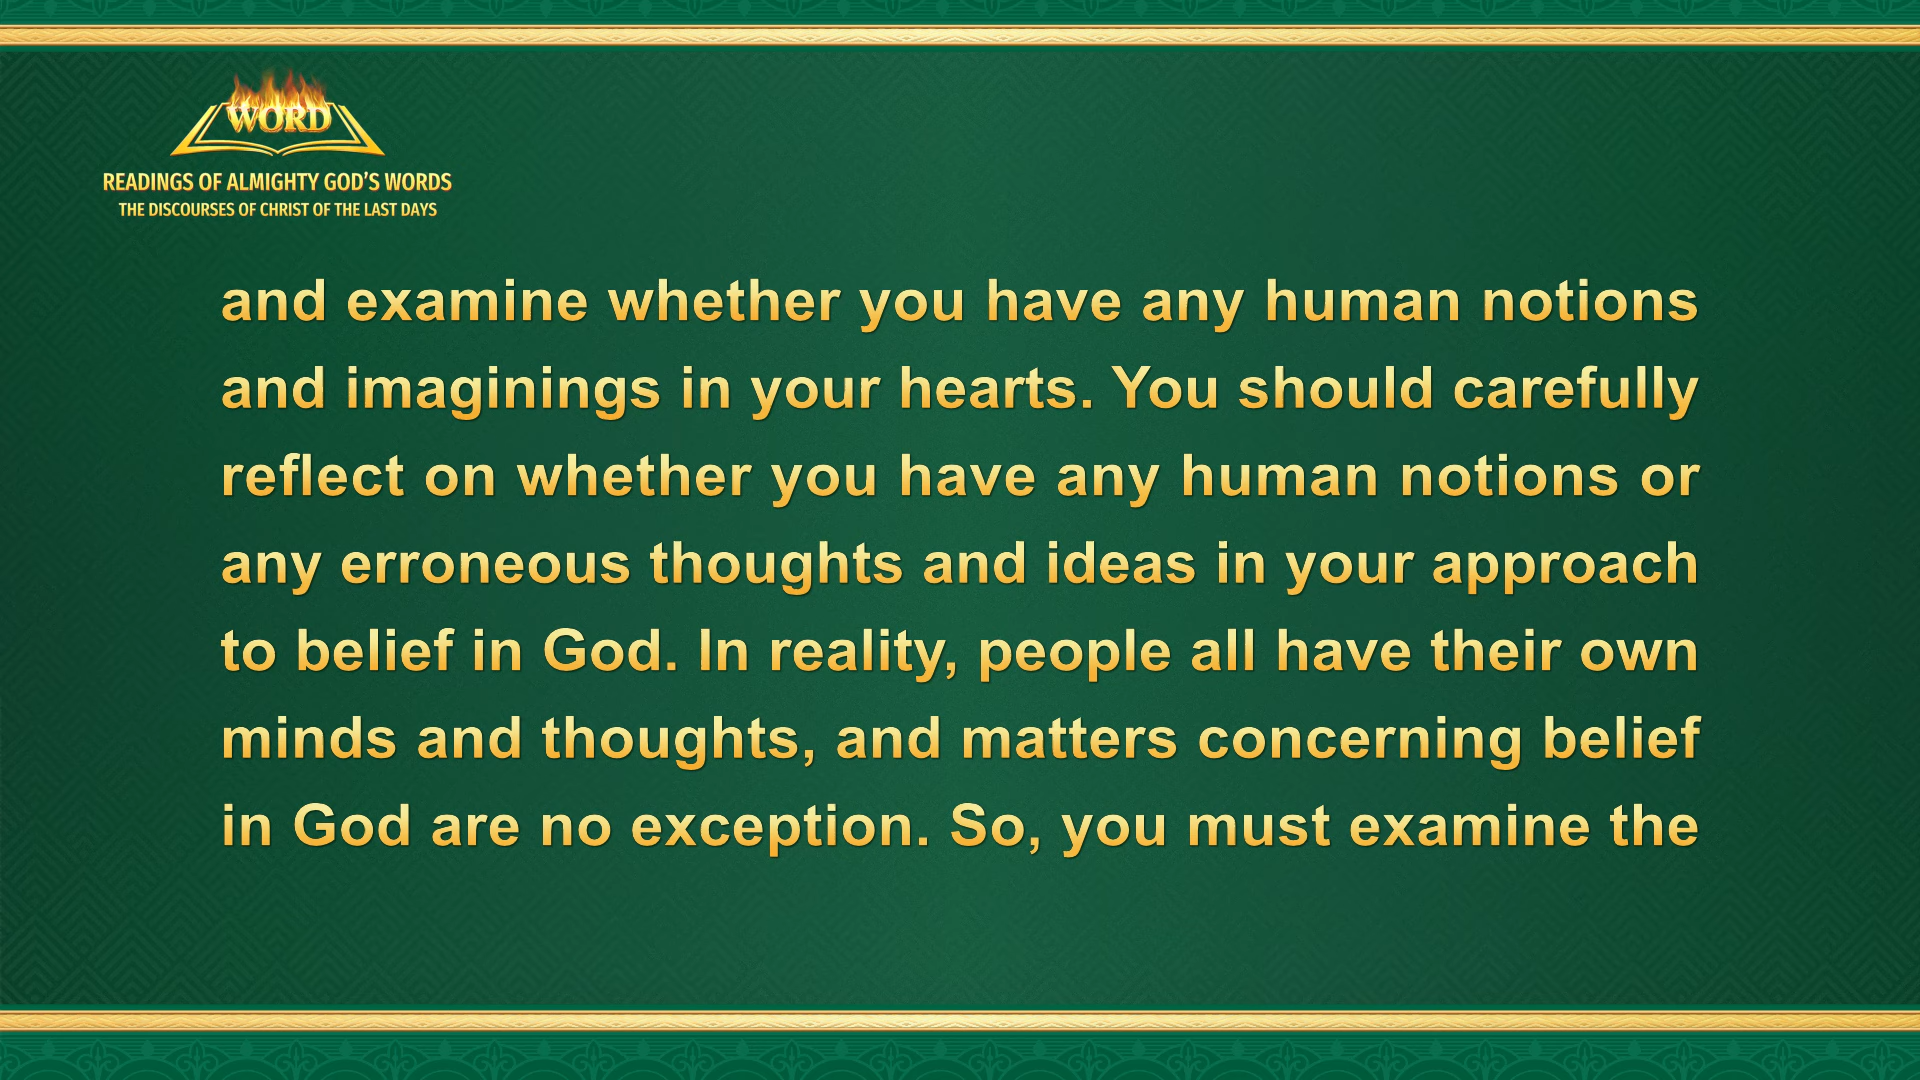 WORD
READINGS OF ALMIGHTY GOD'S WORDS
THE DISCOURSES OF CHRIST OF THE LAST DAYS
and examine whether you have any human notions
and imaginings in your hearts. You should carefully
reflect on whether you have any human notions or
any erroneous thoughts and ideas in your approach
to belief in God. In reality, people all have their own
minds and thoughts, and matters concerning belief
in God are no exception. So, you must examine the